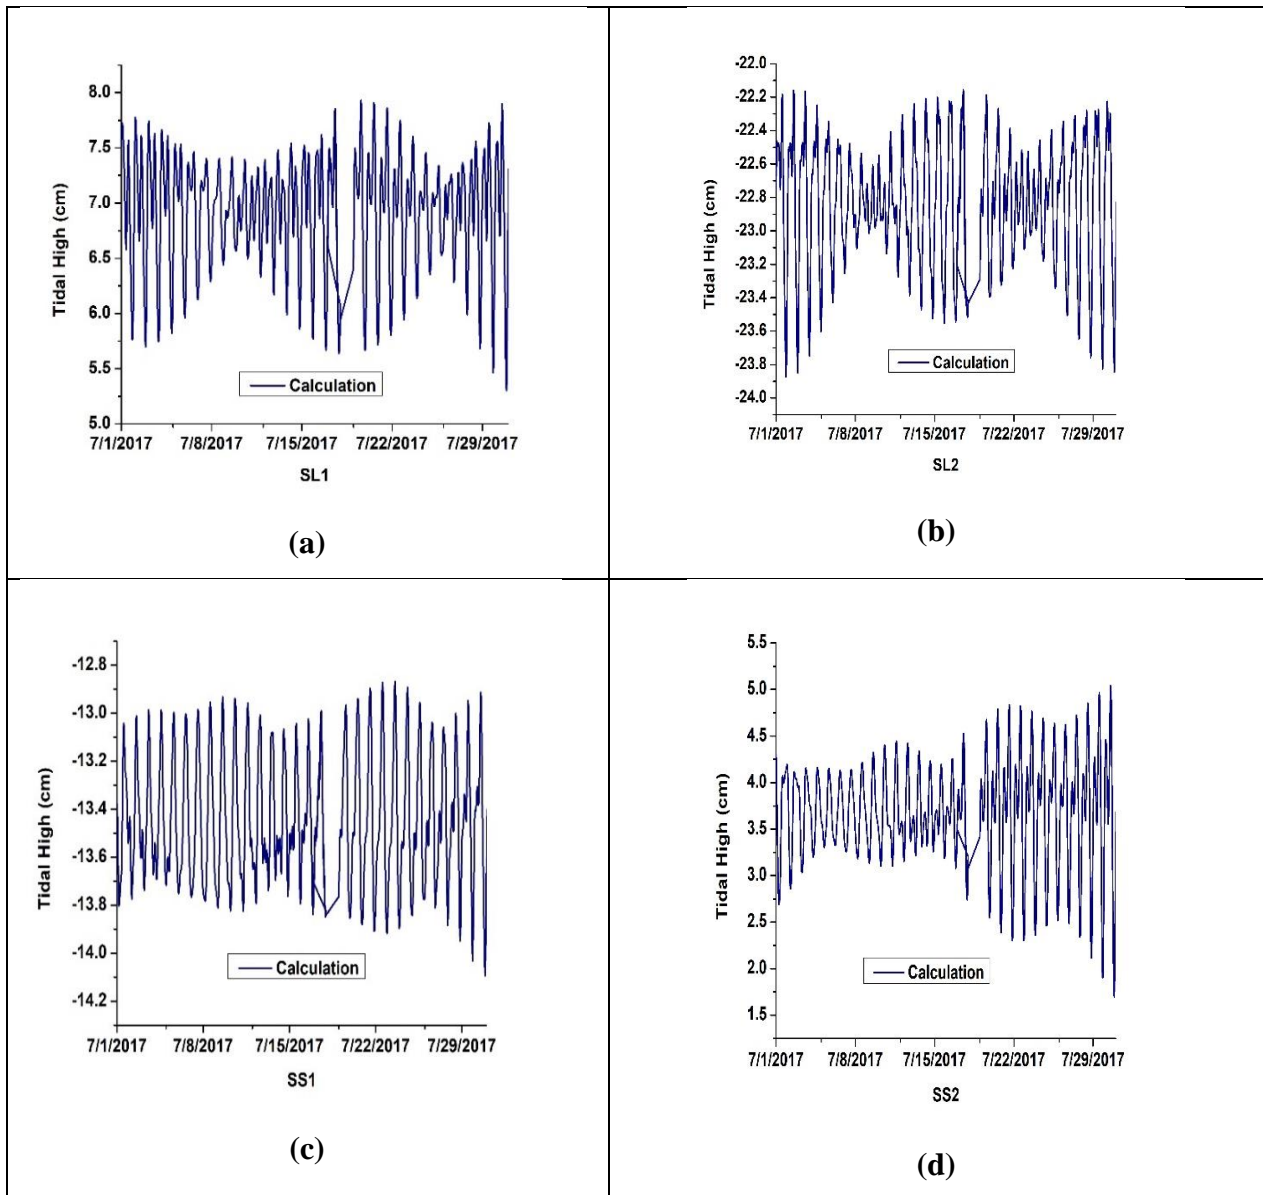 Tidal High (cm)
8.0
7.5
7.0
6.5
6.0
5.5
5.0
Calculation
7/1/2017 7/8/2017 7/15/2017 7/22/2017 7/29/2017
SL1
(a)
Tidal High (cm)
-22.0
-22.2
-22.4
-22.6
-22.8
-23.0
-23.2
-23.4
-23.6
-23.8
-24.0
Calculation
7/1/2017 7/8/2017 7/15/2017 7/22/2017 7/29/2017
SL2
(b)
Tidal High (cm)
-12.8
-13.0
-13.2
-13.4
-13.6
-13.8
-14.0
-14.2
Calculation
7/1/2017 7/8/2017 7/15/2017 7/22/2017 7/29/2017
SS1
(c)
Tidal High (cm)
5.5
5.0
4.5
4.0
3.5
3.0
2.5
2.0
1.5
Calculation
7/1/2017 7/8/2017 7/15/2017 7/22/2017 7/29/2017
SS2
(d)